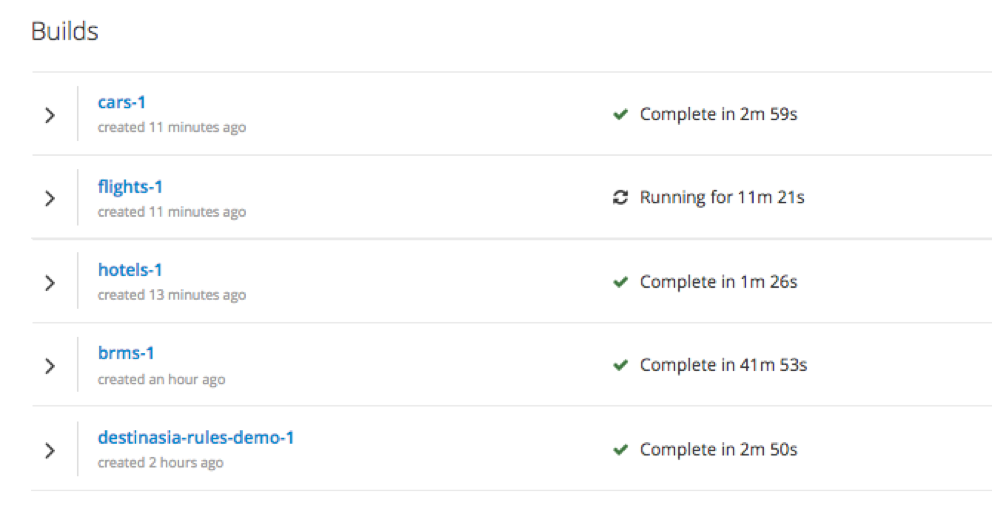 Builds
cars-1
created 11 minutes ago
Complete in 2m 59s
flights-1
created 11 minutes ago
Running for 11m 21s
hotels-1
created 13 minutes ago
Complete in 1m 26s
brms-1
created an hour ago
Complete in 41m 53s
destinasia-rules-demo-1
created 2 hours ago
Complete in 2m 50s